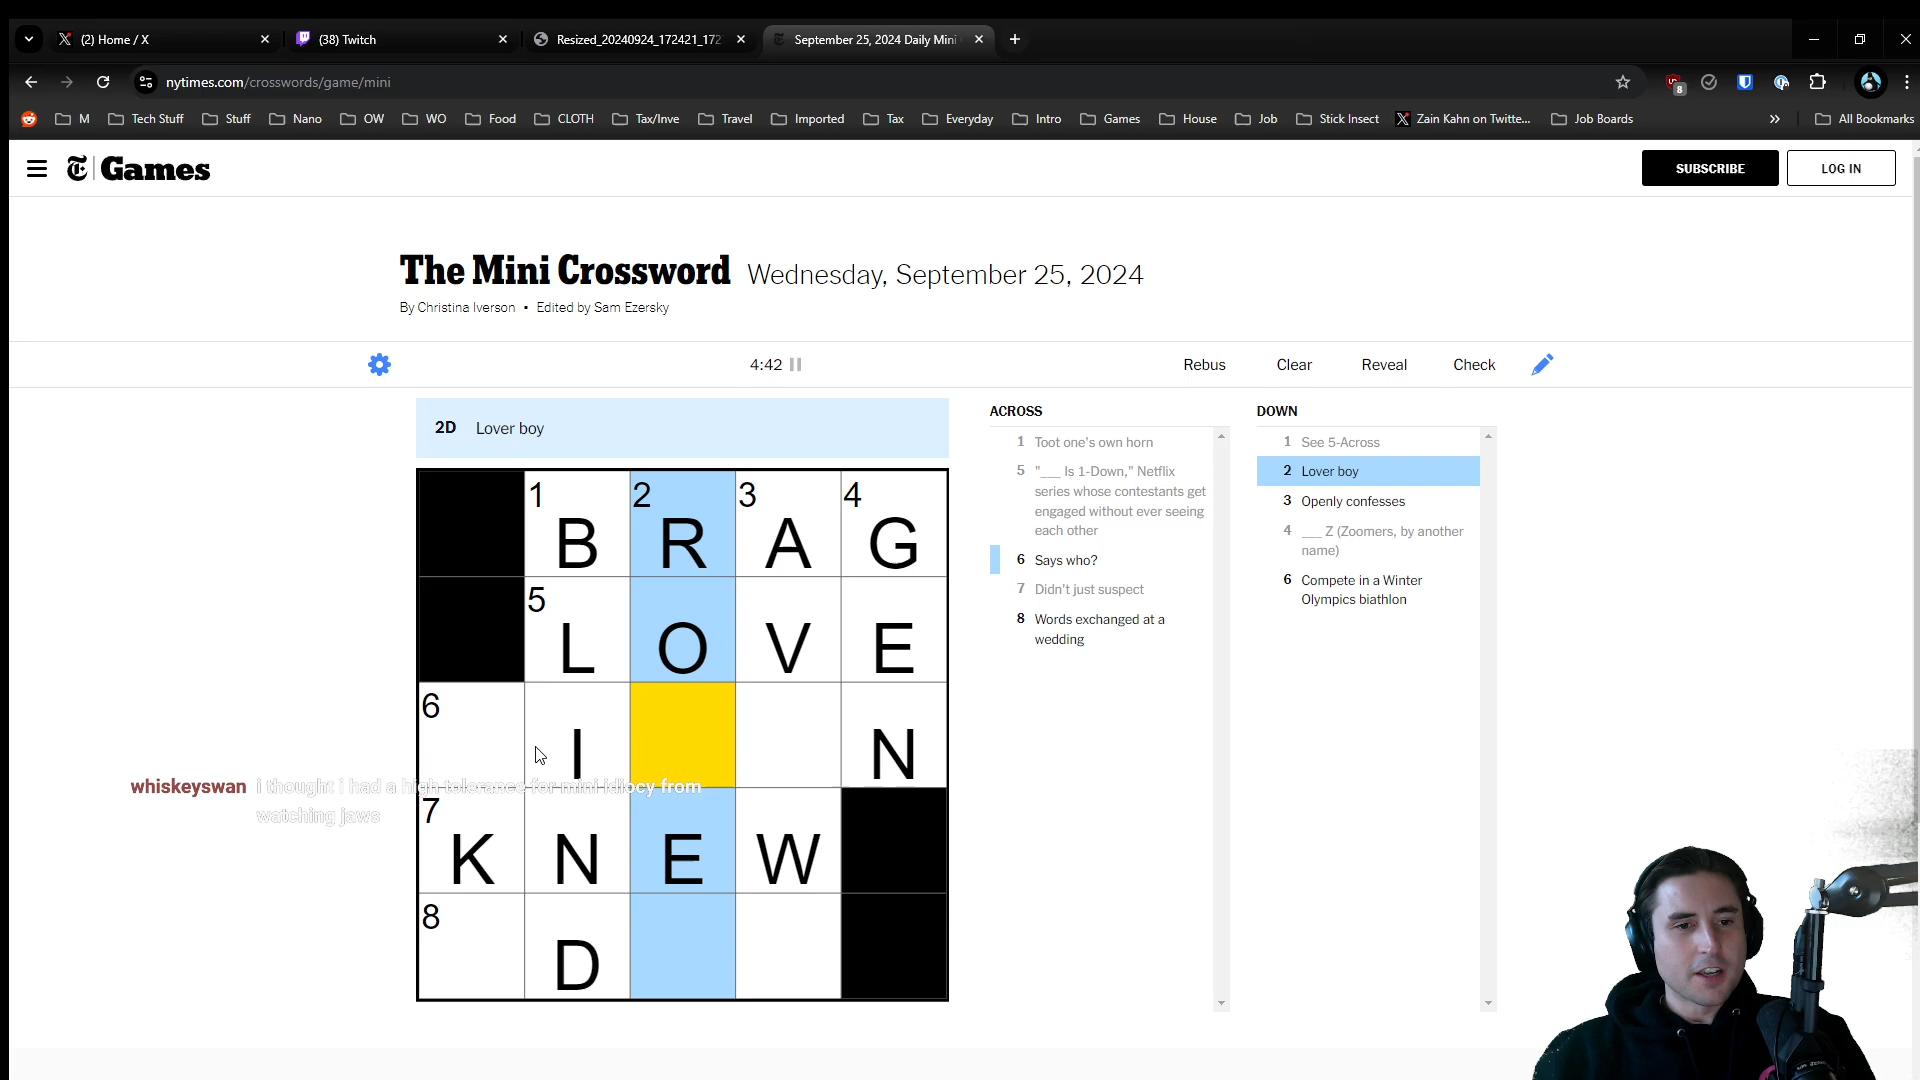 (2) Home / X
(38) Twitch
Resized_20240924_172421_172
September 25, 2024 Daily Mini
nytimes.com/crosswords/game/mini
8
M
Tech Stuff
Stuff
Nano
OW
WO
Food
CLOTH
Tax/Inve
Travel
Imported
Tax
Everyday
Intro
Games
House
Job
Stick Insect
Zain Kahn on Twitte...
Job Boards
All Bookmarks
T Games
SUBSCRIBE
LOG IN
The Mini Crossword Wednesday, September 25, 2024
By Christina Iverson • Edited by Sam Ezersky
4:42
Rebus
Clear
Reveal
Check
2D Lover boy
1 B 2 R 3 A 4 G
5 L O V E
6 I N
7 K N E W
8 D
whiskeyswan i thought i had a high tolerance for mini idiocy from
watching jaws
ACROSS
1 Toot one's own horn
5 "___ Is 1-Down," Netflix
series whose contestants get
engaged without ever seeing
each other
6 Says who?
7 Didn't just suspect
8 Words exchanged at a
wedding
DOWN
1 See 5-Across
2 Lover boy
3 Openly confesses
4 ___ Z (Zoomers, by another
name)
6 Compete in a Winter
Olympics biathlon